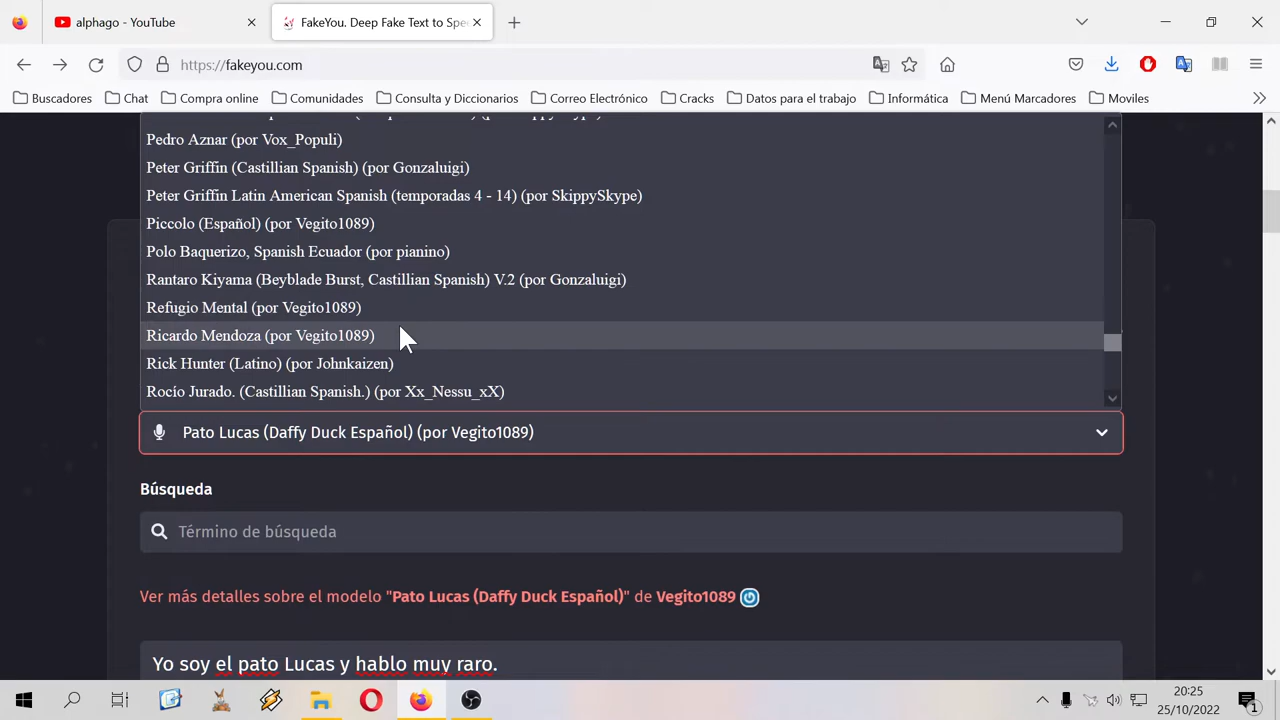 alphago - YouTube
FakeYou. Deep Fake Text to Spee
https://fakeyou.com
Buscadores
Chat
Compra online
Comunidades
Consulta y Diccionarios
Correo Electrónico
Cracks
Datos para el trabajo
Informática
Menú Marcadores
Moviles
Pedro Aznar (por Vox_Populi)
Peter Griffin (Castillian Spanish) (por Gonzaluigi)
Peter Griffin Latin American Spanish (temporadas 4 - 14) (por SkippySkype)
Piccolo (Español) (por Vegito1089)
Polo Baquerizo, Spanish Ecuador (por pianino)
Rantaro Kiyama (Beyblade Burst, Castillian Spanish) V.2 (por Gonzaluigi)
Refugio Mental (por Vegito1089)
Ricardo Mendoza (por Vegito1089)
Rick Hunter (Latino) (por Johnkaizen)
Rocío Jurado. (Castillian Spanish.) (por Xx_Nessu_xX)
Pato Lucas (Daffy Duck Español) (por Vegito1089)
Búsqueda
Término de búsqueda
Ver más detalles sobre el modelo "Pato Lucas (Daffy Duck Español)" de Vegito1089
Yo soy el pato Lucas y hablo muy raro.
20:25
25/10/2022
1